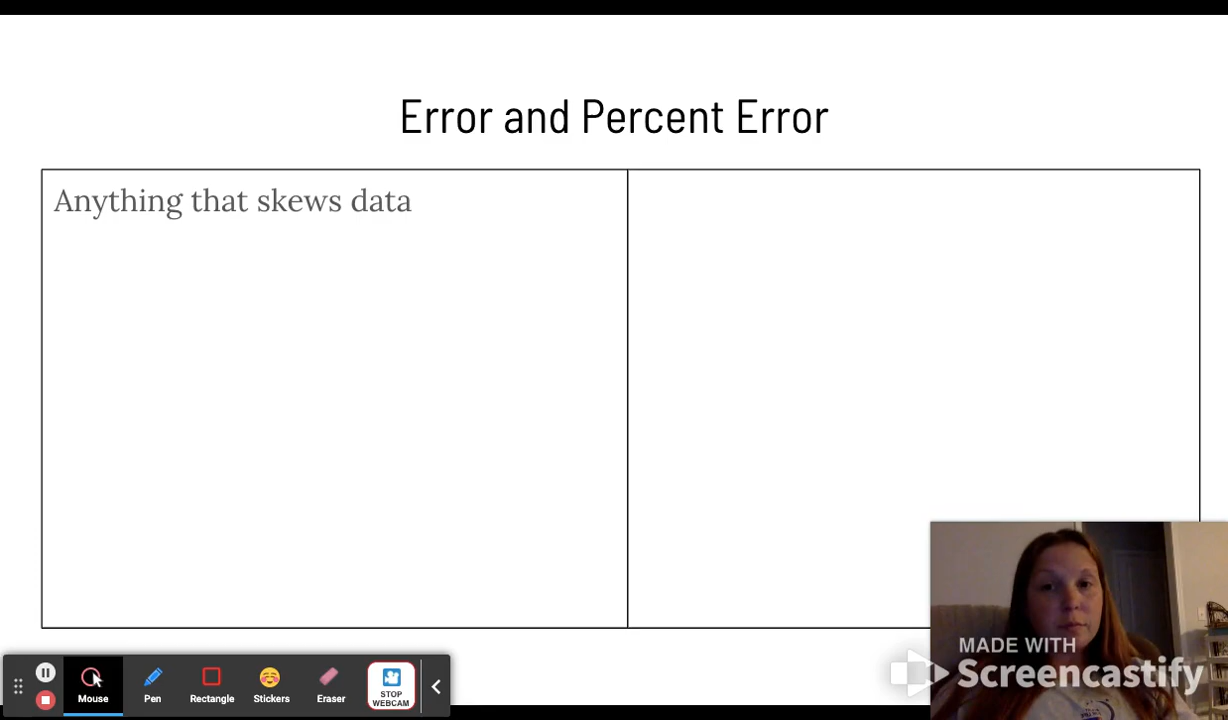 Error and Percent Error
Anything that skews data
MADE WITH
Screencastify
Mouse
Pen
Rectangle
Stickers
Eraser
STOP
WEBCAM